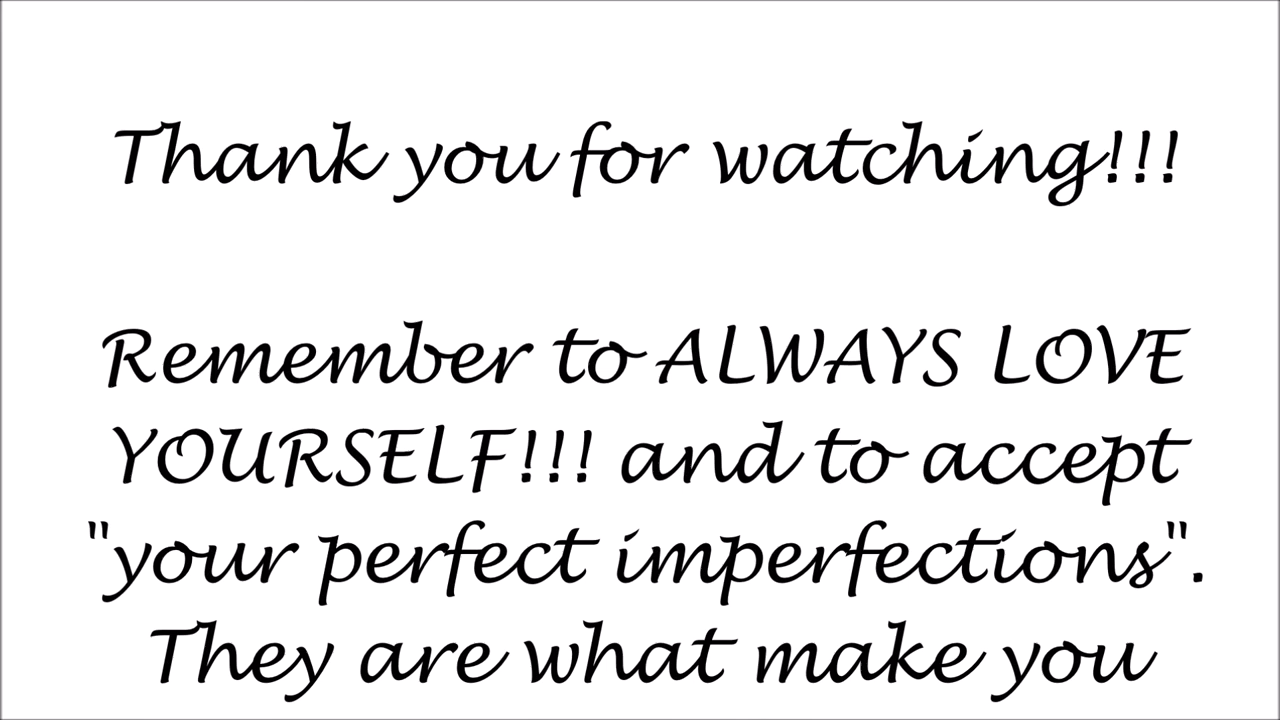 Thank you for watching!!!
Remember to ALWAYS LOVE
YOURSELF!!! and to accept
"your perfect imperfections".
They are what make you